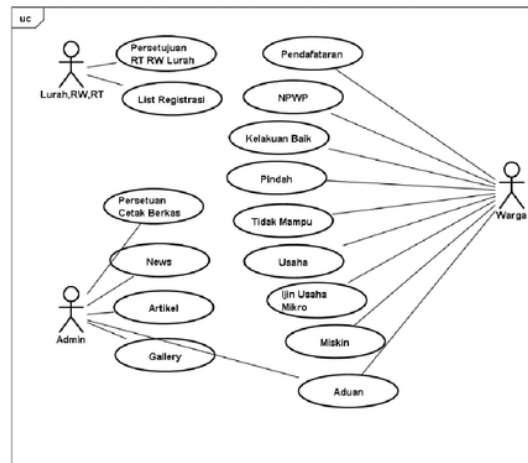 uc
Persetujuan
RT RW Lurah
Lurah,RW,RT
List Registrasi
Pendafataran
NPWP
Kelakuan Baik
Pindah
Tidak Mampu
Usaha
Ijin Usaha
Mikro
Miskin
Aduan
Warga
Persetuan
Cetak Berkas
News
Artikel
Gallery
Admin